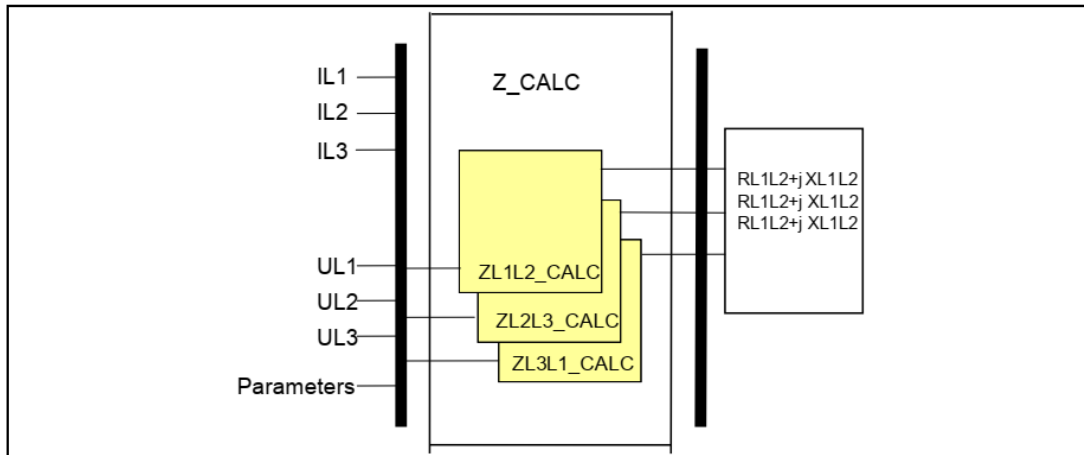 IL1
IL2
IL3
UL1
UL2
UL3
Parameters
Z_CALC
ZL1L2_CALC
ZL2L3_CALC
ZL3L1_CALC
RL1L2+j XL1L2
RL1L2+j XL1L2
RL1L2+j XL1L2